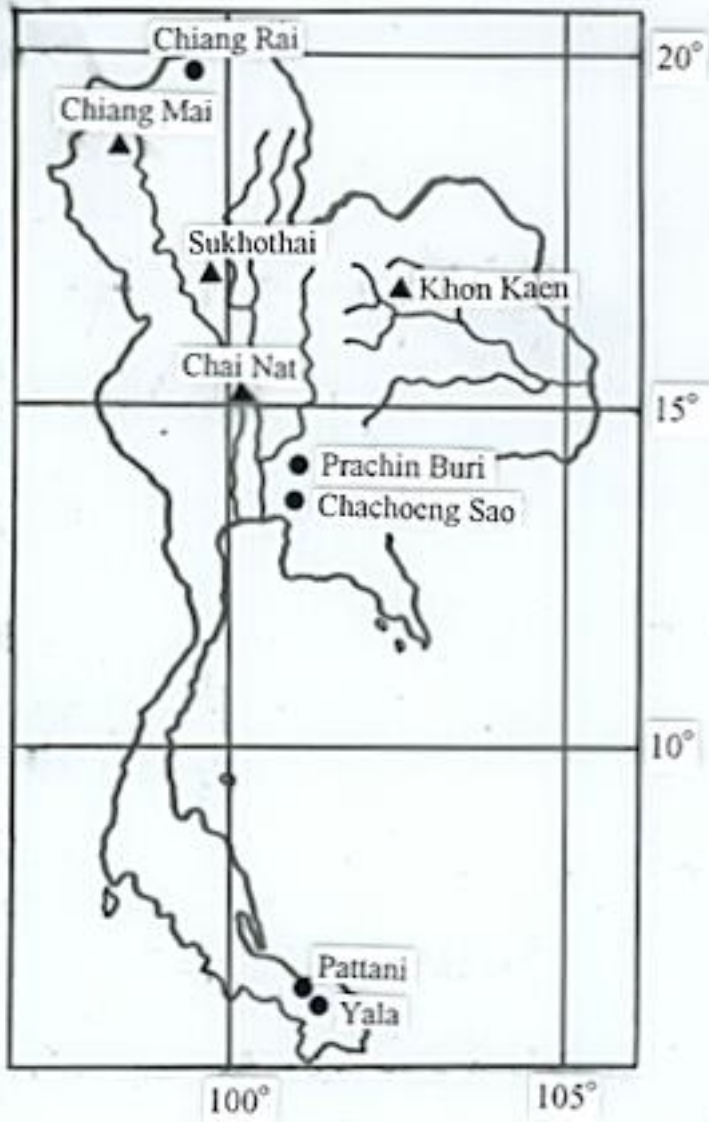 Chiang Rai
20°
Chiang Mai
Sukhothai
Khon Kaen
Chai Nat
15°
Prachin Buri
Chachoeng Sao
10°
Pattani
Yala
100°
105°